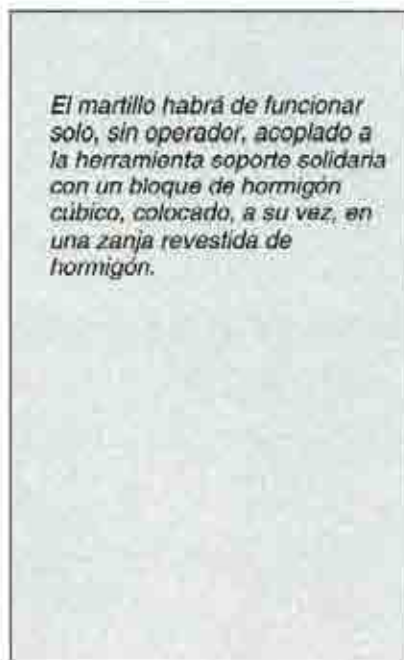 El martillo habrá de funcionar
solo, sin operador, acoplado a
la herramienta soporte solidaria
con un bloque de hormigón
cúbico, colocado, a su vez, en
una zanja revestida de
hormigón.